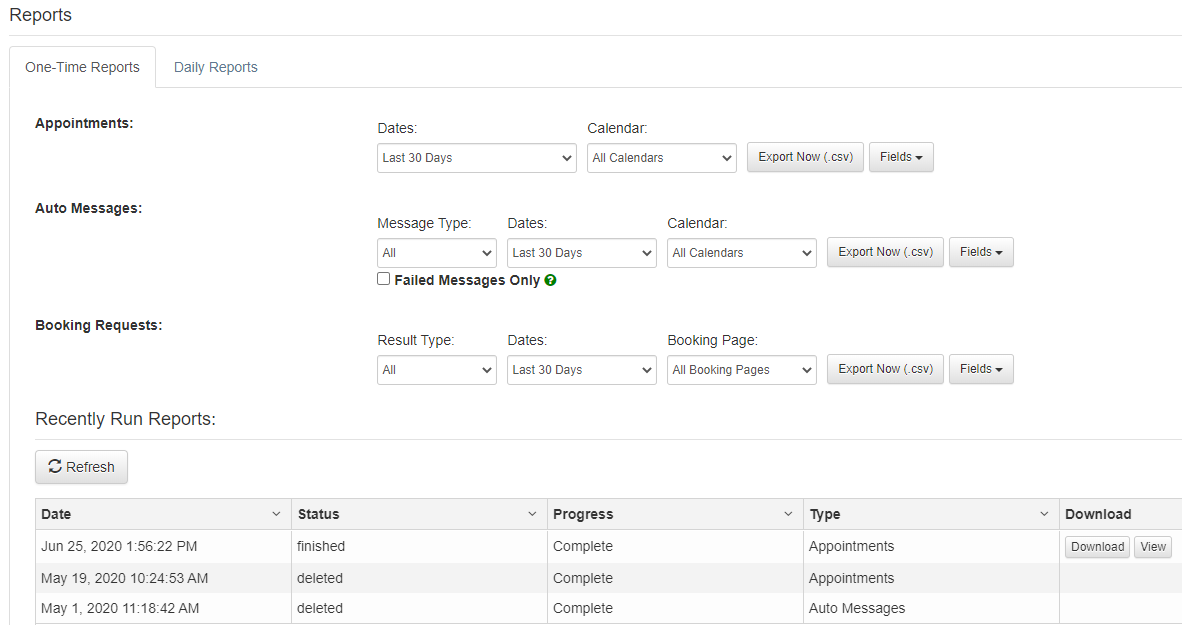 Reports
One-Time Reports Daily Reports
Appointments:
Dates: Calendar:
Last 30 Days All Calendars Export Now (.csv) Fields
Auto Messages:
Message Type: Dates: Calendar:
All Last 30 Days All Calendars Export Now (.csv) Fields
Failed Messages Only ?
Booking Requests:
Result Type: Dates: Booking Page:
All Last 30 Days All Booking Pages Export Now (.csv) Fields
Recently Run Reports:
Refresh
Date Status Progress Type Download
Jun 25, 2020 1:56:22 PM finished Complete Appointments Download View
May 19, 2020 10:24:53 AM deleted Complete Appointments
May 1, 2020 11:18:42 AM deleted Complete Auto Messages